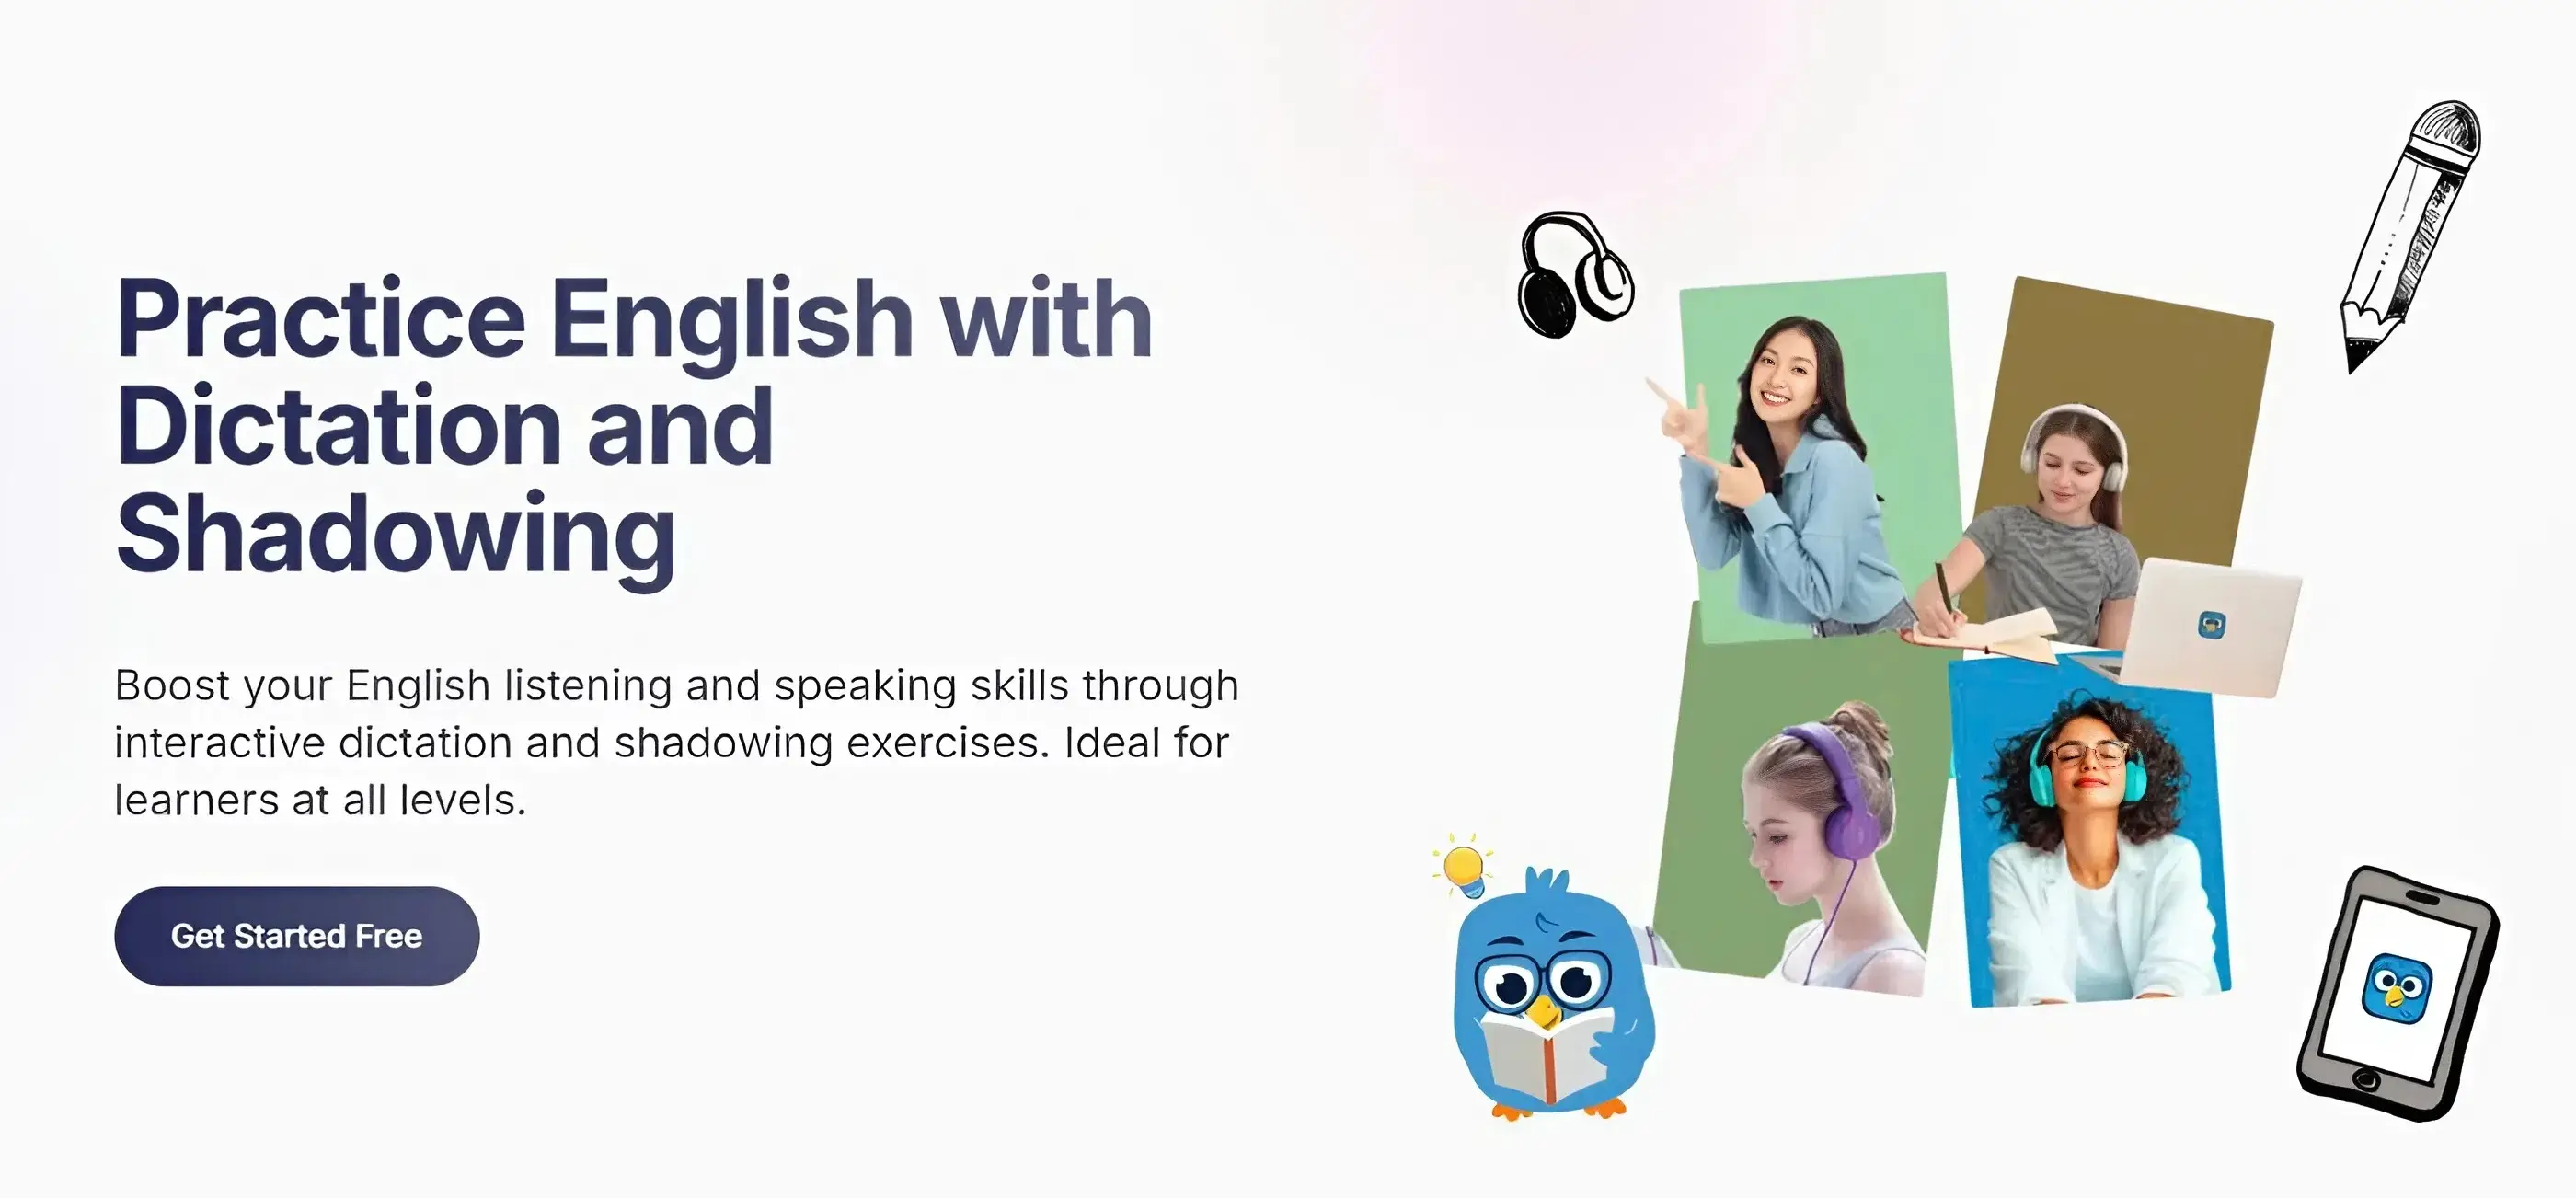 Practice English with
Dictation and
Shadowing
Boost your English listening and speaking skills through
interactive dictation and shadowing exercises. Ideal for
learners at all levels.
Get Started Free